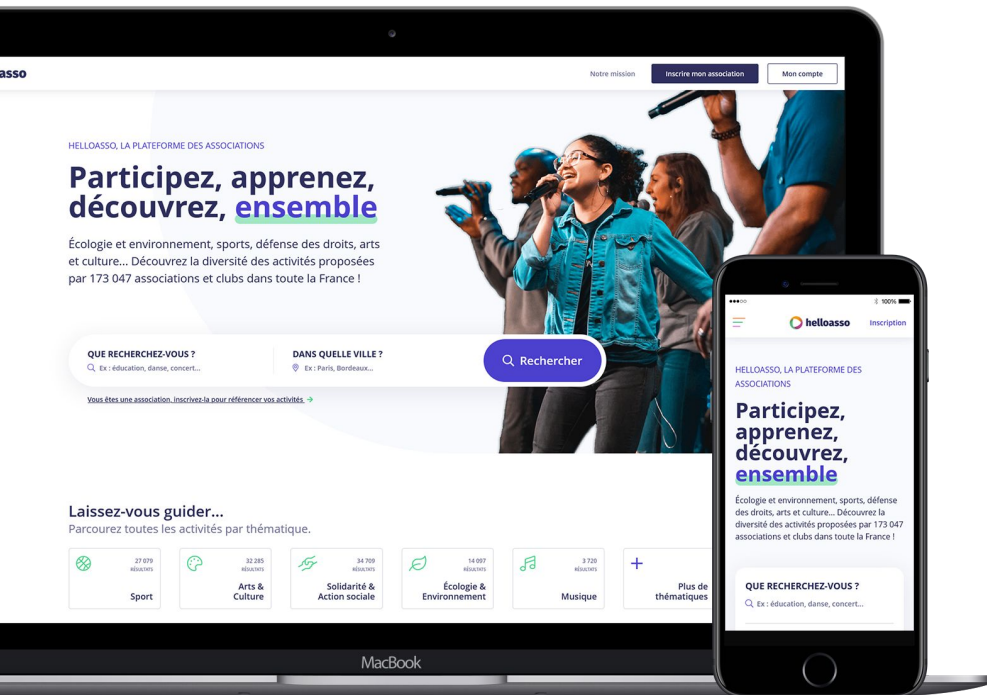 asso
Notre mission
Inscrire mon association
Mon compte
HELLOASSO, LA PLATEFORME DES ASSOCIATIONS
Participez, apprenez,
découvrez, ensemble
Écologie et environnement, sports, défense des droits, arts
et culture... Découvrez la diversité des activités proposées
par 173 047 associations et clubs dans toute la France !
QUE RECHERCHEZ-VOUS ?
Ex : éducation, danse, concert...
DANS QUELLE VILLE ?
Ex : Paris, Bordeaux...
Rechercher
Vous êtes une association, inscrivez-la pour référencer vos activités
Laissez-vous guider...
Parcourez toutes les activités par thématique.
27 079
RÉSULTATS
Sport
32 285
RÉSULTATS
Arts &
Culture
34 709
RÉSULTATS
Solidarité &
Action sociale
14 097
RÉSULTATS
Écologie &
Environnement
3 720
RÉSULTATS
Musique
Plus de
thématiques
MacBook
100%
helloasso
Inscription
HELLOASSO, LA PLATEFORME DES
ASSOCIATIONS
Participez,
apprenez,
découvrez,
ensemble
Écologie et environnement, sports, défense
des droits, arts et culture... Découvrez la
diversité des activités proposées par 173 047
associations et clubs dans toute la France !
QUE RECHERCHEZ-VOUS ?
Ex : éducation, danse, concert...